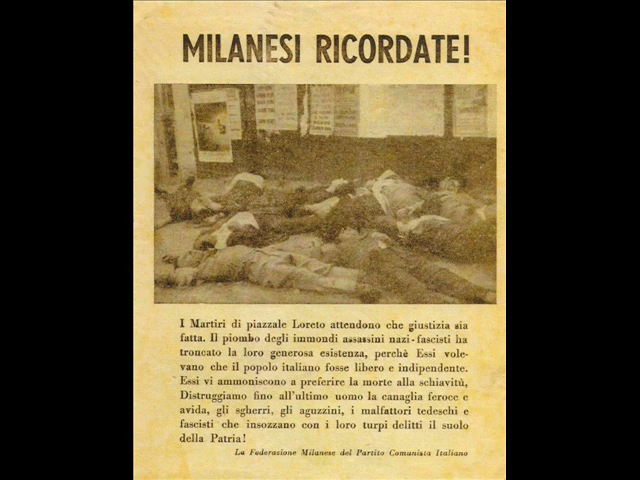 MILANESI RICORDATE!
I Martiri di piazzale Loreto attendono che giustizia sia
fatta. Il piombo degli immondi assassini nazi-fascisti ha
troncato la loro generosa esistenza, perchè Essi vole-
vano che il popolo italiano fosse libero e indipendente.
Essi vi ammoniscono a preferire la morte alla schiavitù,
Distruggiamo fino all'ultimo uomo la canaglia feroce e
avida, gli sgherri, gli aguzzini, i malfattori tedeschi e
fascisti che insozzano con i loro turpi delitti il suolo
della Patria!
La Federazione Milanese del Partito Comunista Italiano